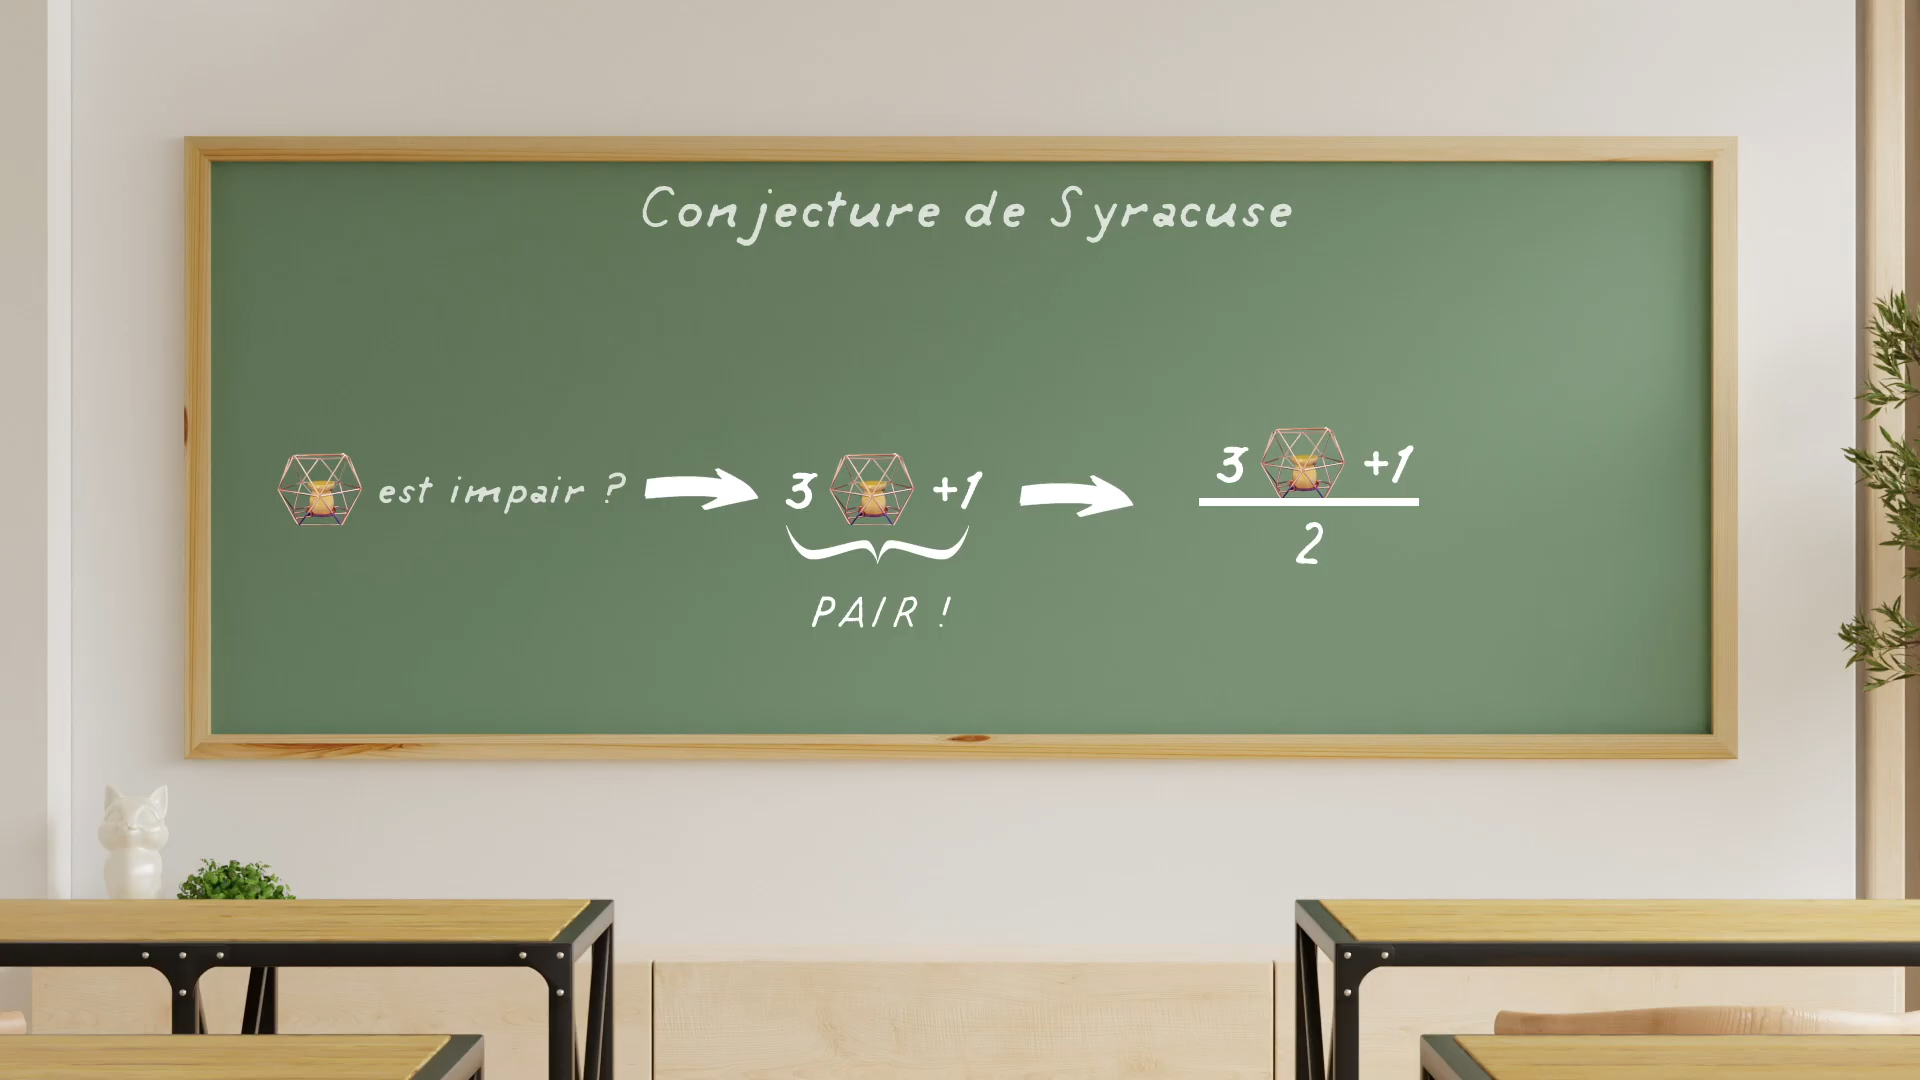 Conjecture de Syracuse
est impair ?
3 +1
PAIR !
3 +1
2